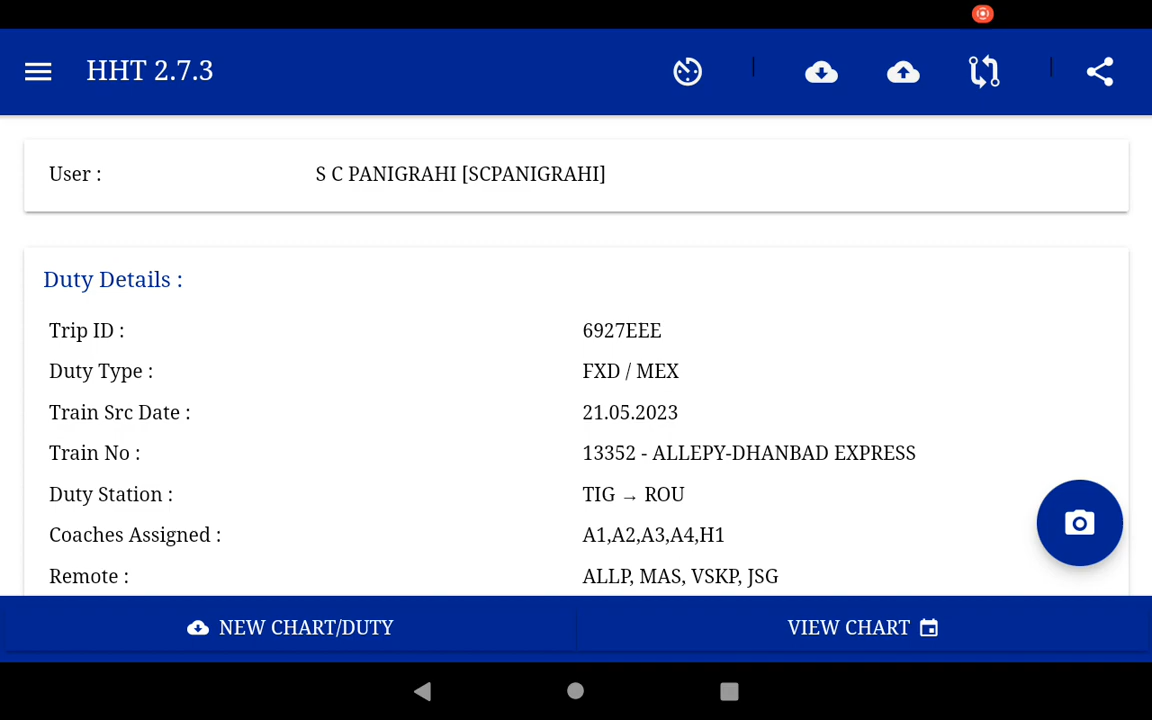 HHT 2.7.3
User : S C PANIGRAHI [SCPANIGRAHI]
Duty Details :
Trip ID : 6927EEE
Duty Type : FXD / MEX
Train Src Date : 21.05.2023
Train No : 13352 - ALLEPY-DHANBAD EXPRESS
Duty Station : TIG → ROU
Coaches Assigned : A1,A2,A3,A4,H1
Remote : ALLP, MAS, VSKP, JSG
NEW CHART/DUTY VIEW CHART